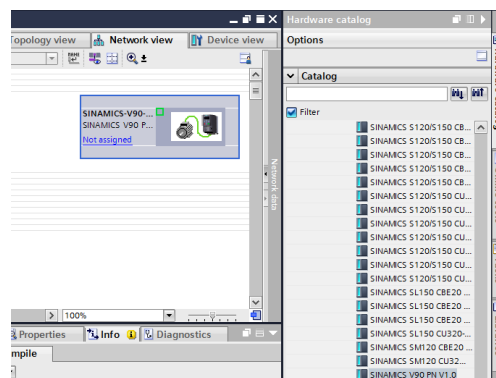 Hardware catalog
Topology view
Network view
Device view
Options
Catalog
Filter
SINAMICS-V90-...
SINAMICS V90 P...
Not assigned
Network data
100%
Properties
Info
Diagnostics
mpile
SINAMICS S120/S150 CB...
SINAMICS S120/S150 CB...
SINAMICS S120/S150 CB...
SINAMICS S120/S150 CB...
SINAMICS S120/S150 CB...
SINAMICS S120/S150 CU...
SINAMICS S120/S150 CU...
SINAMICS S120/S150 CU...
SINAMICS S120/S150 CU...
SINAMICS S120/S150 CU...
SINAMICS S120/S150 CU...
SINAMICS S120/S150 CU...
SINAMICS SL150 CBE20 ...
SINAMICS SL150 CBE20 ...
SINAMICS SL150 CBE20 ...
SINAMICS SL150 CU320-...
SINAMICS SM120 CBE20 ...
SINAMICS SM120 CU32...
SINAMICS V90 PN V1.0